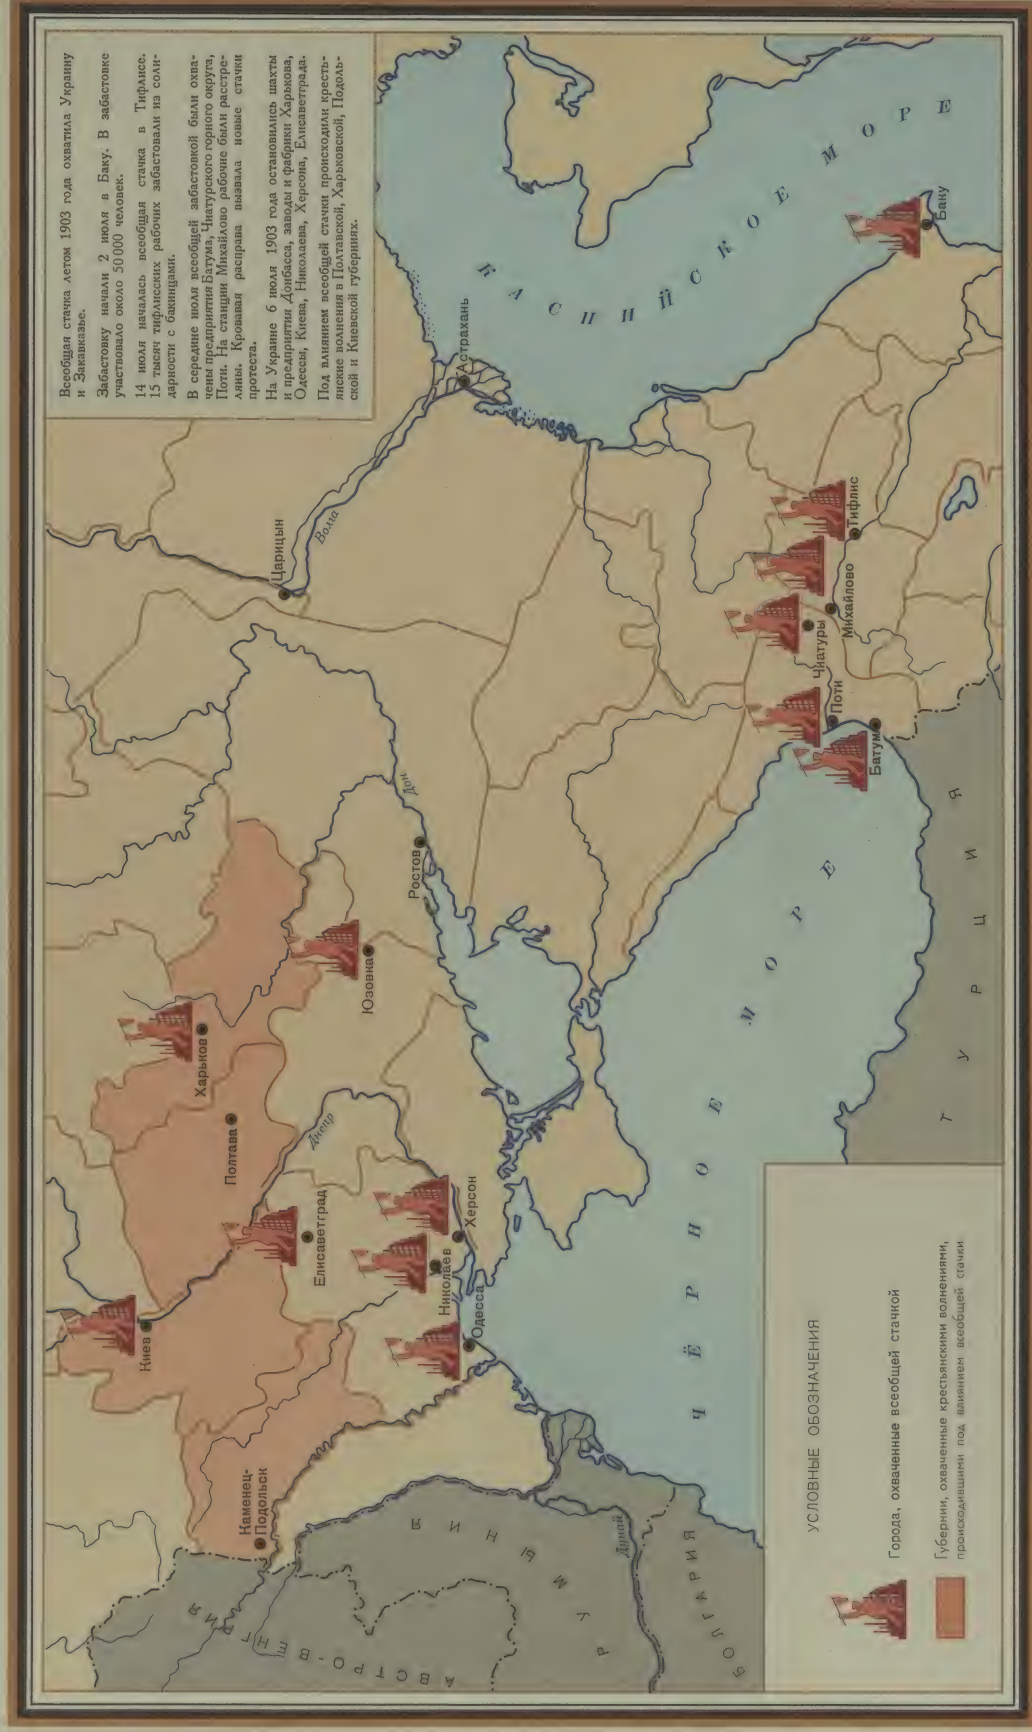 Всеобщая стачка летом 1903 года охватила Украину
и Закавказье.
Забастовку начали 2 июля в Баку. В забастовке
участвовало около 50 000 человек.
14 июля началась всеобщая стачка в Тифлисе.
15 тысяч тифлисских рабочих забастовали из соли-
дарности с бакинцами.
В середине июля всеобщей забастовкой были охва-
чены предприятия Батума, Чиатурского горного округа,
Поти. На станции Михайлово рабочие были расстре-
ляны. Кровавая расправа вызвала новые стачки
протеста.
На Украине 6 июля 1903 года остановились шахты
и предприятия Донбасса, заводы и фабрики Харькова,
Одессы, Киева, Николаева, Херсона, Елисаветграда.
Под влиянием всеобщей стачки происходили кресть-
янские волнения в Полтавской, Харьковской, Подоль-
ской и Киевской губерниях.
Киев
Харьков
Полтава
Каменец-
Подольск
Елисаветград
Днепр
Юзовка
Царицын
Волга
Дон
Ростов
Астрахань
Николаев
Херсон
Одесса
АВСТРО-ВЕНГРИЯ
РУМЫНИЯ
Дунай
БОЛГАРИЯ
ЧЁРНОЕ МОРЕ
КАСПИЙСКОЕ МОРЕ
Поти
Батум
Чиатуры
Михайлово
Тифлис
Баку
ТУРЦИЯ
УСЛОВНЫЕ ОБОЗНАЧЕНИЯ
Города, охваченные всеобщей стачкой
Губернии, охваченные крестьянскими волнениями,
происходившими под влиянием всеобщей стачки